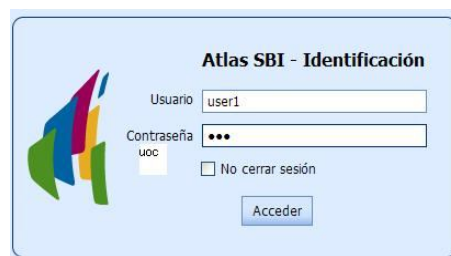 Atlas SBI - Identificación
Usuario user1
Contraseña •••
uoc
No cerrar sesión
Acceder